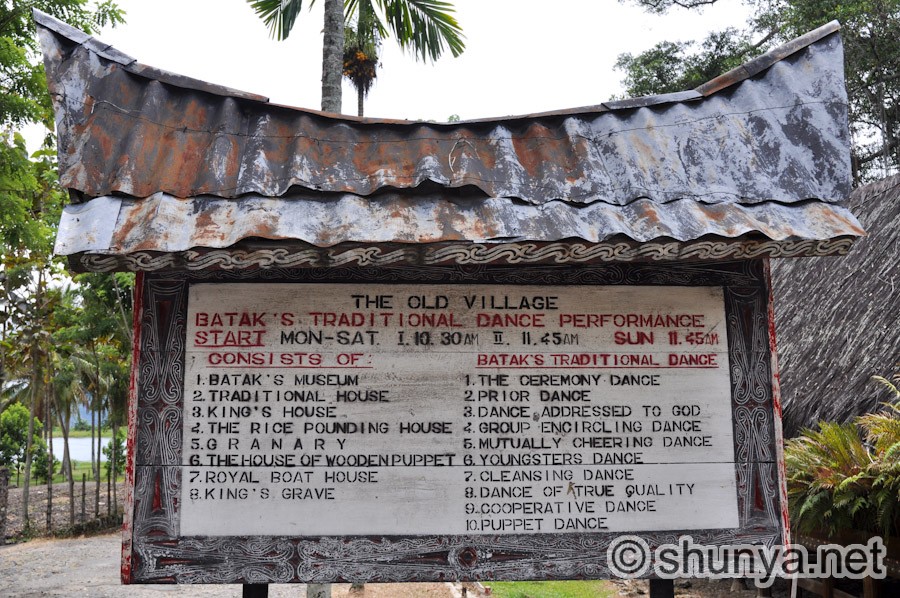 THE OLD VILLAGE
BATAK'S TRADITIONAL DANCE PERFORMANCE
START MON-SAT. I. 10.30AM II. 11.45AM SUN 11.45AM
CONSISTS OF:
1. BATAK'S MUSEUM
2. TRADITIONAL HOUSE
3. KING'S HOUSE
4. THE RICE POUNDING HOUSE
5. GRANARY
6. THE HOUSE OF WOODEN PUPPET
7. ROYAL BOAT HOUSE
8. KING'S GRAVE
BATAK'S TRADITIONAL DANCE
1. THE CEREMONY DANCE
2. PRIOR DANCE
3. DANCE ADDRESSED TO GOD
4. GROUP ENCIRCLING DANCE
5. MUTUALLY CHEERING DANCE
6. YOUNGSTERS DANCE
7. CLEANSING DANCE
8. DANCE OF TRUE QUALITY
9. COOPERATIVE DANCE
10. PUPPET DANCE
© shunya.net